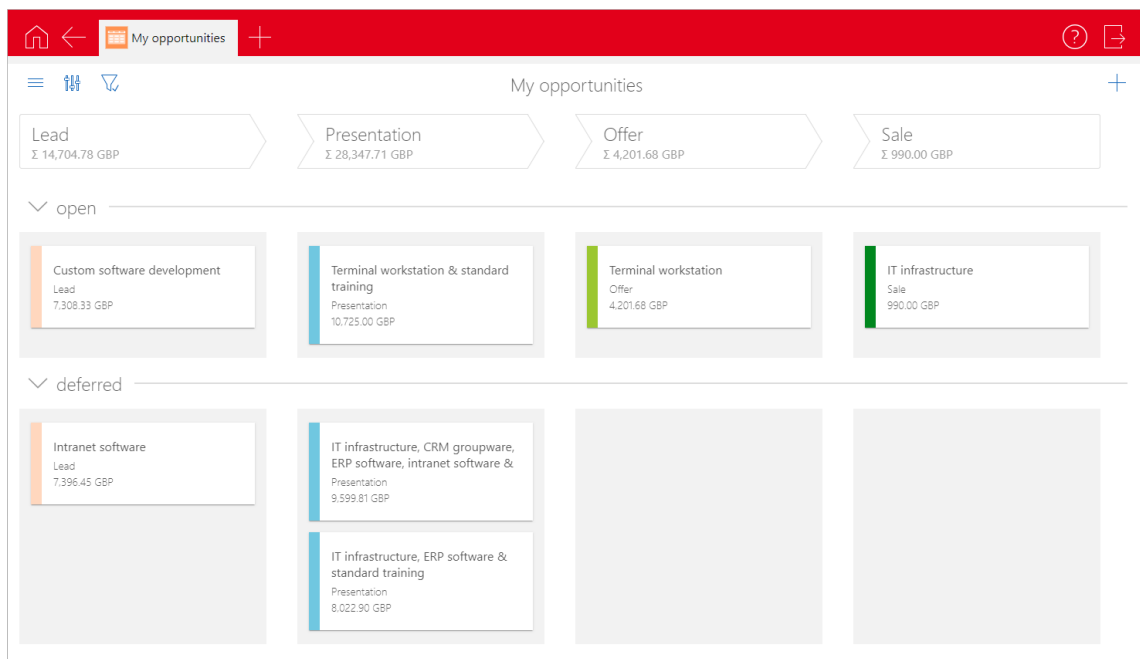 My opportunities
?
My opportunities
Lead
Σ 14,704.78 GBP
Presentation
Σ 28,347.71 GBP
Offer
Σ 4,201.68 GBP
Sale
Σ 990.00 GBP
open
Custom software development
Lead
7,308.33 GBP
Terminal workstation & standard
training
Presentation
10.725.00 GBP
Terminal workstation
Offer
4.201.68 GBP
IT infrastructure
Sale
990.00 GBP
deferred
Intranet software
Lead
7.396.45 GBP
IT infrastructure, CRM groupware,
ERP software, intranet software &
Presentation
9,599.81 GBP
IT infrastructure, ERP software &
standard training
Presentation
8.022.90 GBP